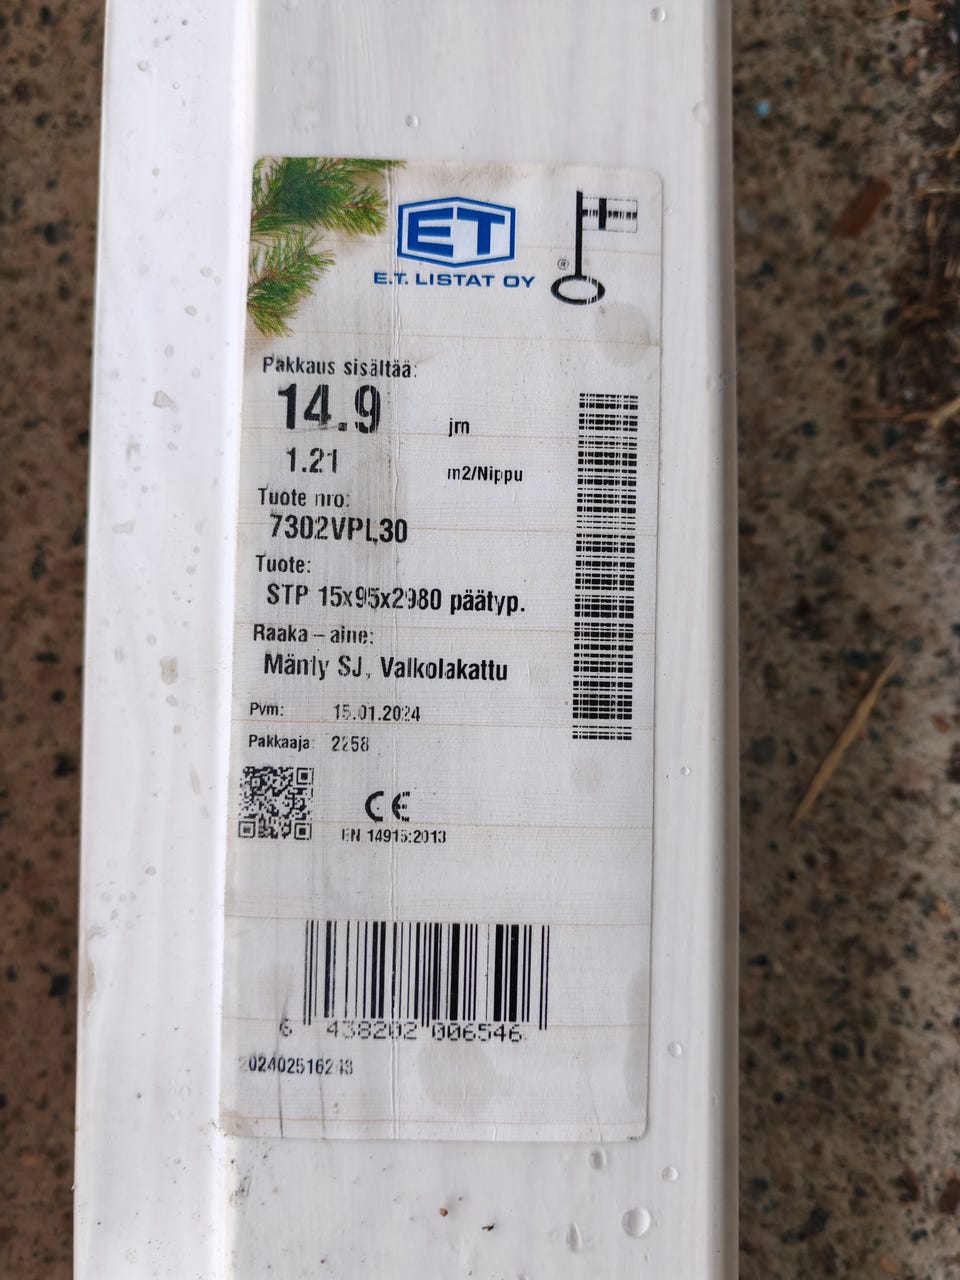 ET
E.T. LISTAT OY
®
Pakkaus sisältää:
14.9 jm
1.21 m2/Nippu
Tuote nro:
7302VPL30
Tuote:
STP 15x95x2980 päätyp.
Raaka-aine:
Mänty SJ, Valkolakattu
Pvm: 15.01.2024
Pakkaaja: 2258
CE
EN 14915:2013
6 438202 006546